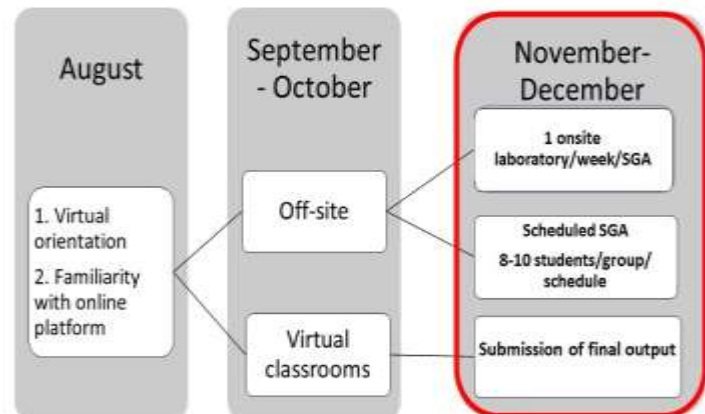 August
1. Virtual
orientation
2. Familiarity
with online
platform
September
- October
Off-site
Virtual
classrooms
November-
December
1 onsite
laboratory/week/SGA
Scheduled SGA
8-10 students/group/
schedule
Submission of final output